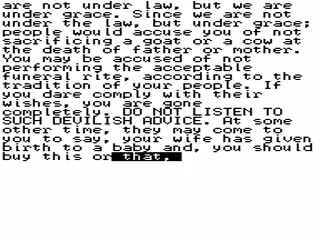 are not under law, but we are
under grace. Since we are not
under the law, but under grace;
people would accuse you of not
sacrificing a goat or a cow at
the death of father or mother.
You may be accused of not
performing the acceptable
funeral rite, according to the
tradition of your people. If
you dare comply with their
wishes, you are gone
completely. DO NOT LISTEN TO
SUCH DEVILISH ADVICE. At some
other time, they may come to
you to say, your wife has given
birth to a baby and, you should
buy this or that,